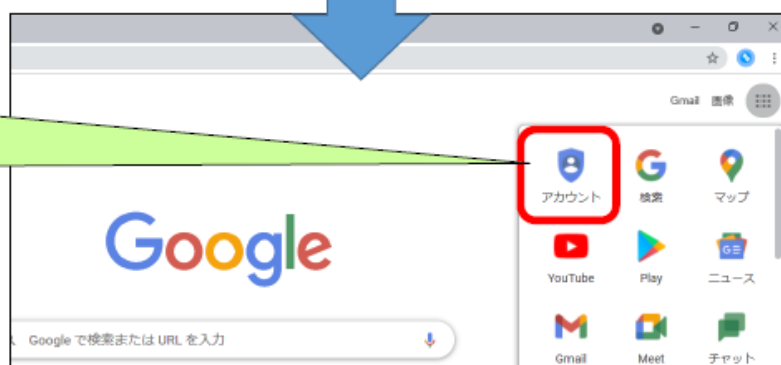 Gmail 画像
アカウント 検索 マップ
Google
YouTube Play ニュース
Google で検索または URL を入力
Gmail Meet チャット